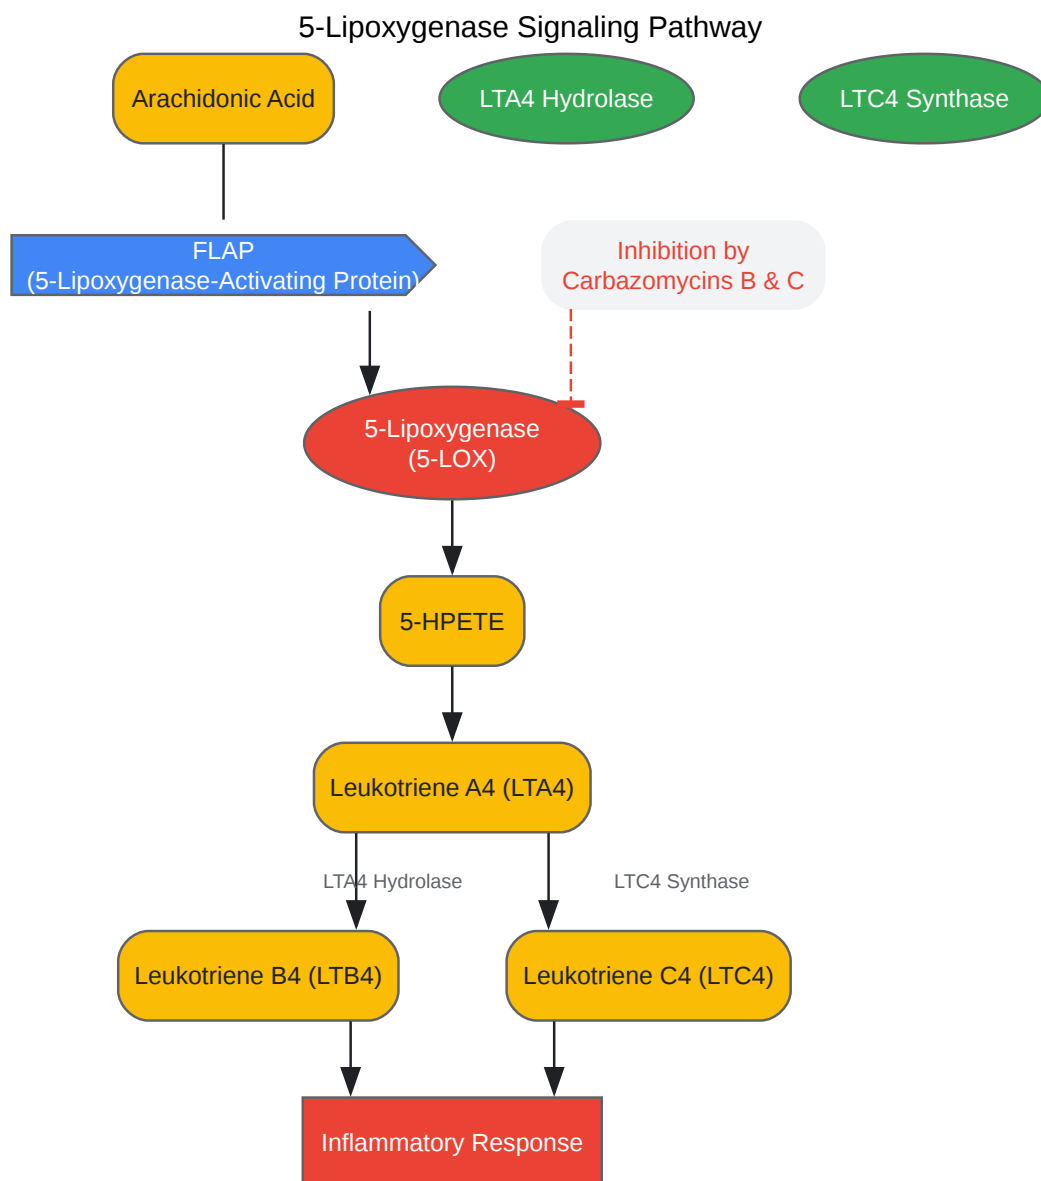 5-Lipoxygenase Signaling Pathway
Arachidonic Acid
LTA4 Hydrolase
LTC4 Synthase
FLAP
(5-Lipoxygenase-Activating Protein)
Inhibition by
Carbazomycins B & C
5-Lipoxygenase
(5-LOX)
5-HPETE
Leukotriene A4 (LTA4)
LTA4 Hydrolase
LTC4 Synthase
Leukotriene B4 (LTB4)
Leukotriene C4 (LTC4)
Inflammatory Response